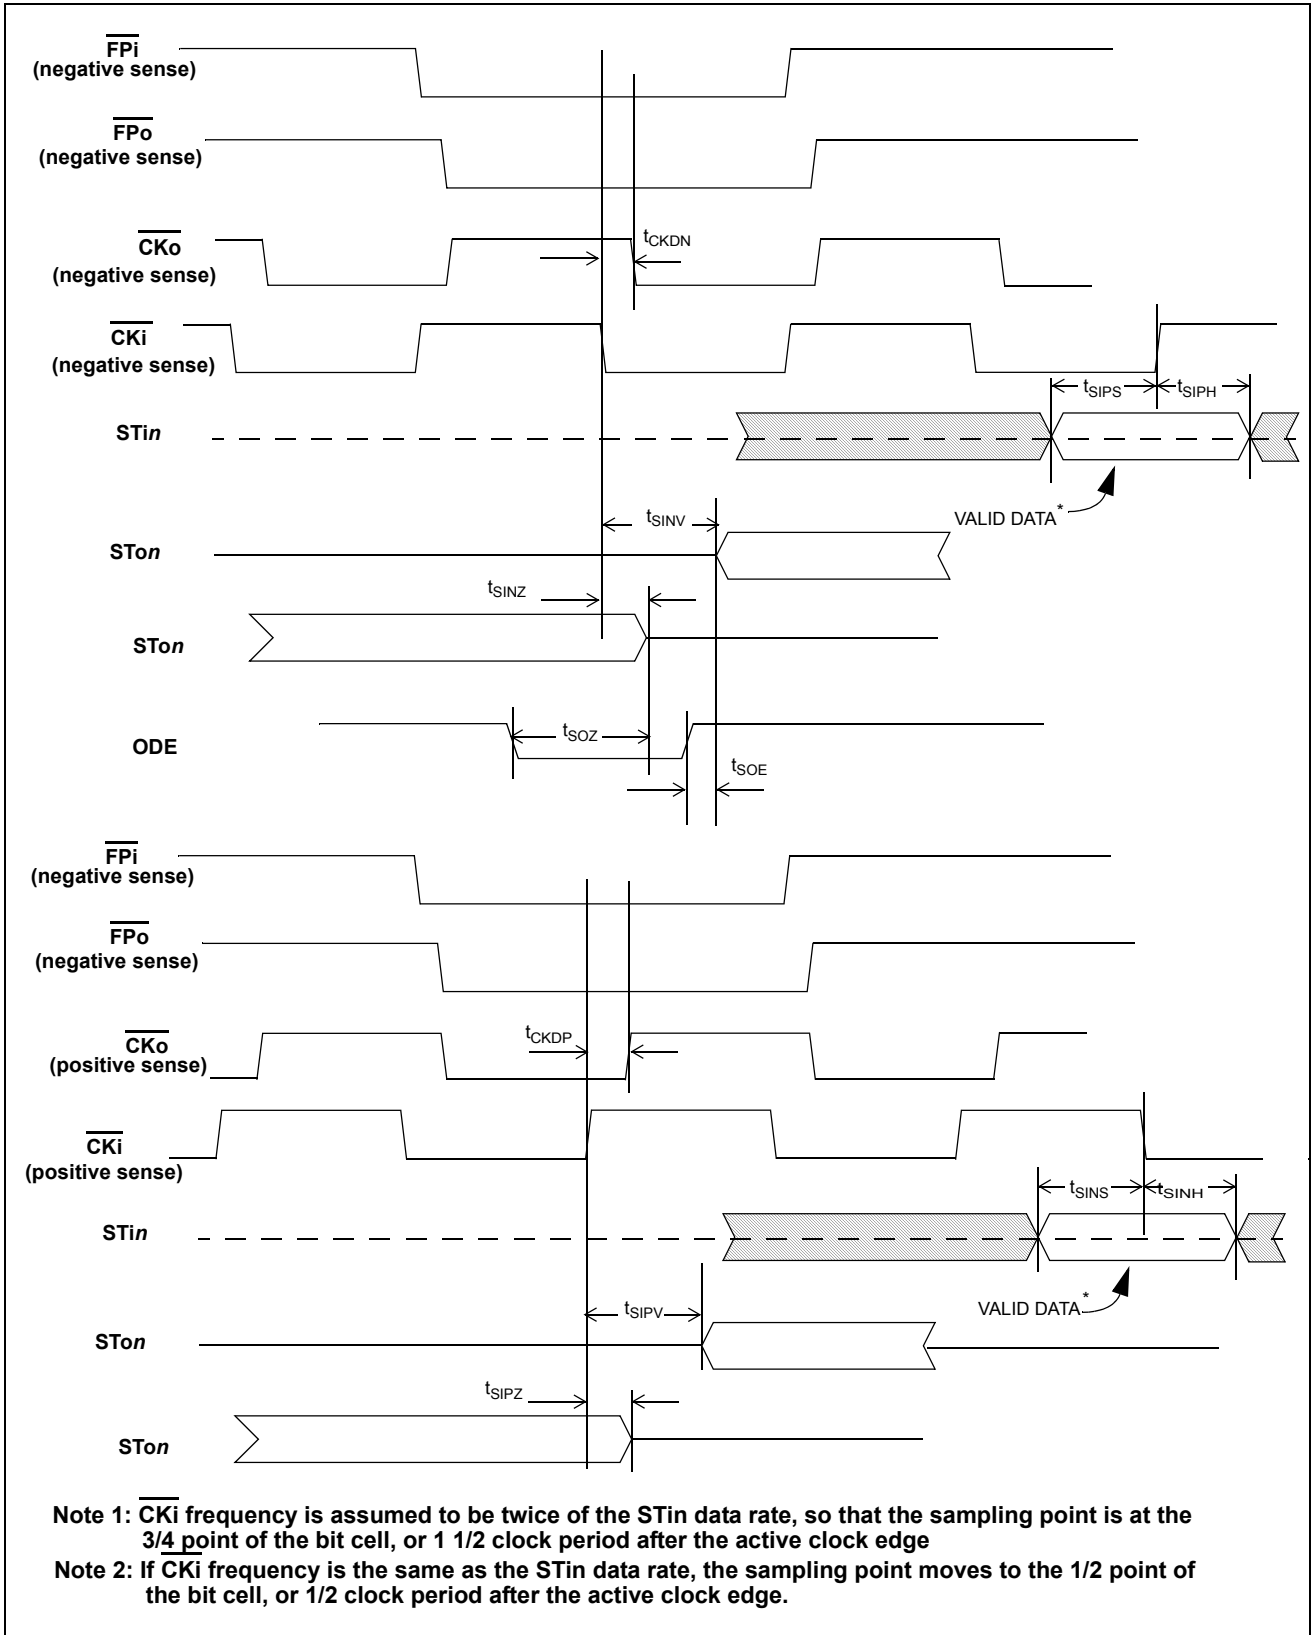 FPi
(negative sense)
FPo
(negative sense)
CKo
(negative sense)
tCKDN
CKi
(negative sense)
tSIPS
tSIPH
STin
VALID DATA*
tSINV
STon
tSINZ
STon
tSOZ
ODE
tSOE
FPi
(negative sense)
FPo
(negative sense)
tCKDP
CKo
(positive sense)
CKi
(positive sense)
tSINS
tSINH
STin
VALID DATA*
tSIPV
STon
tSIPZ
STon
Note 1: CKi frequency is assumed to be twice of the STin data rate, so that the sampling point is at the
3/4 point of the bit cell, or 1 1/2 clock period after the active clock edge
Note 2: If CKi frequency is the same as the STin data rate, the sampling point moves to the 1/2 point of
the bit cell, or 1/2 clock period after the active clock edge.